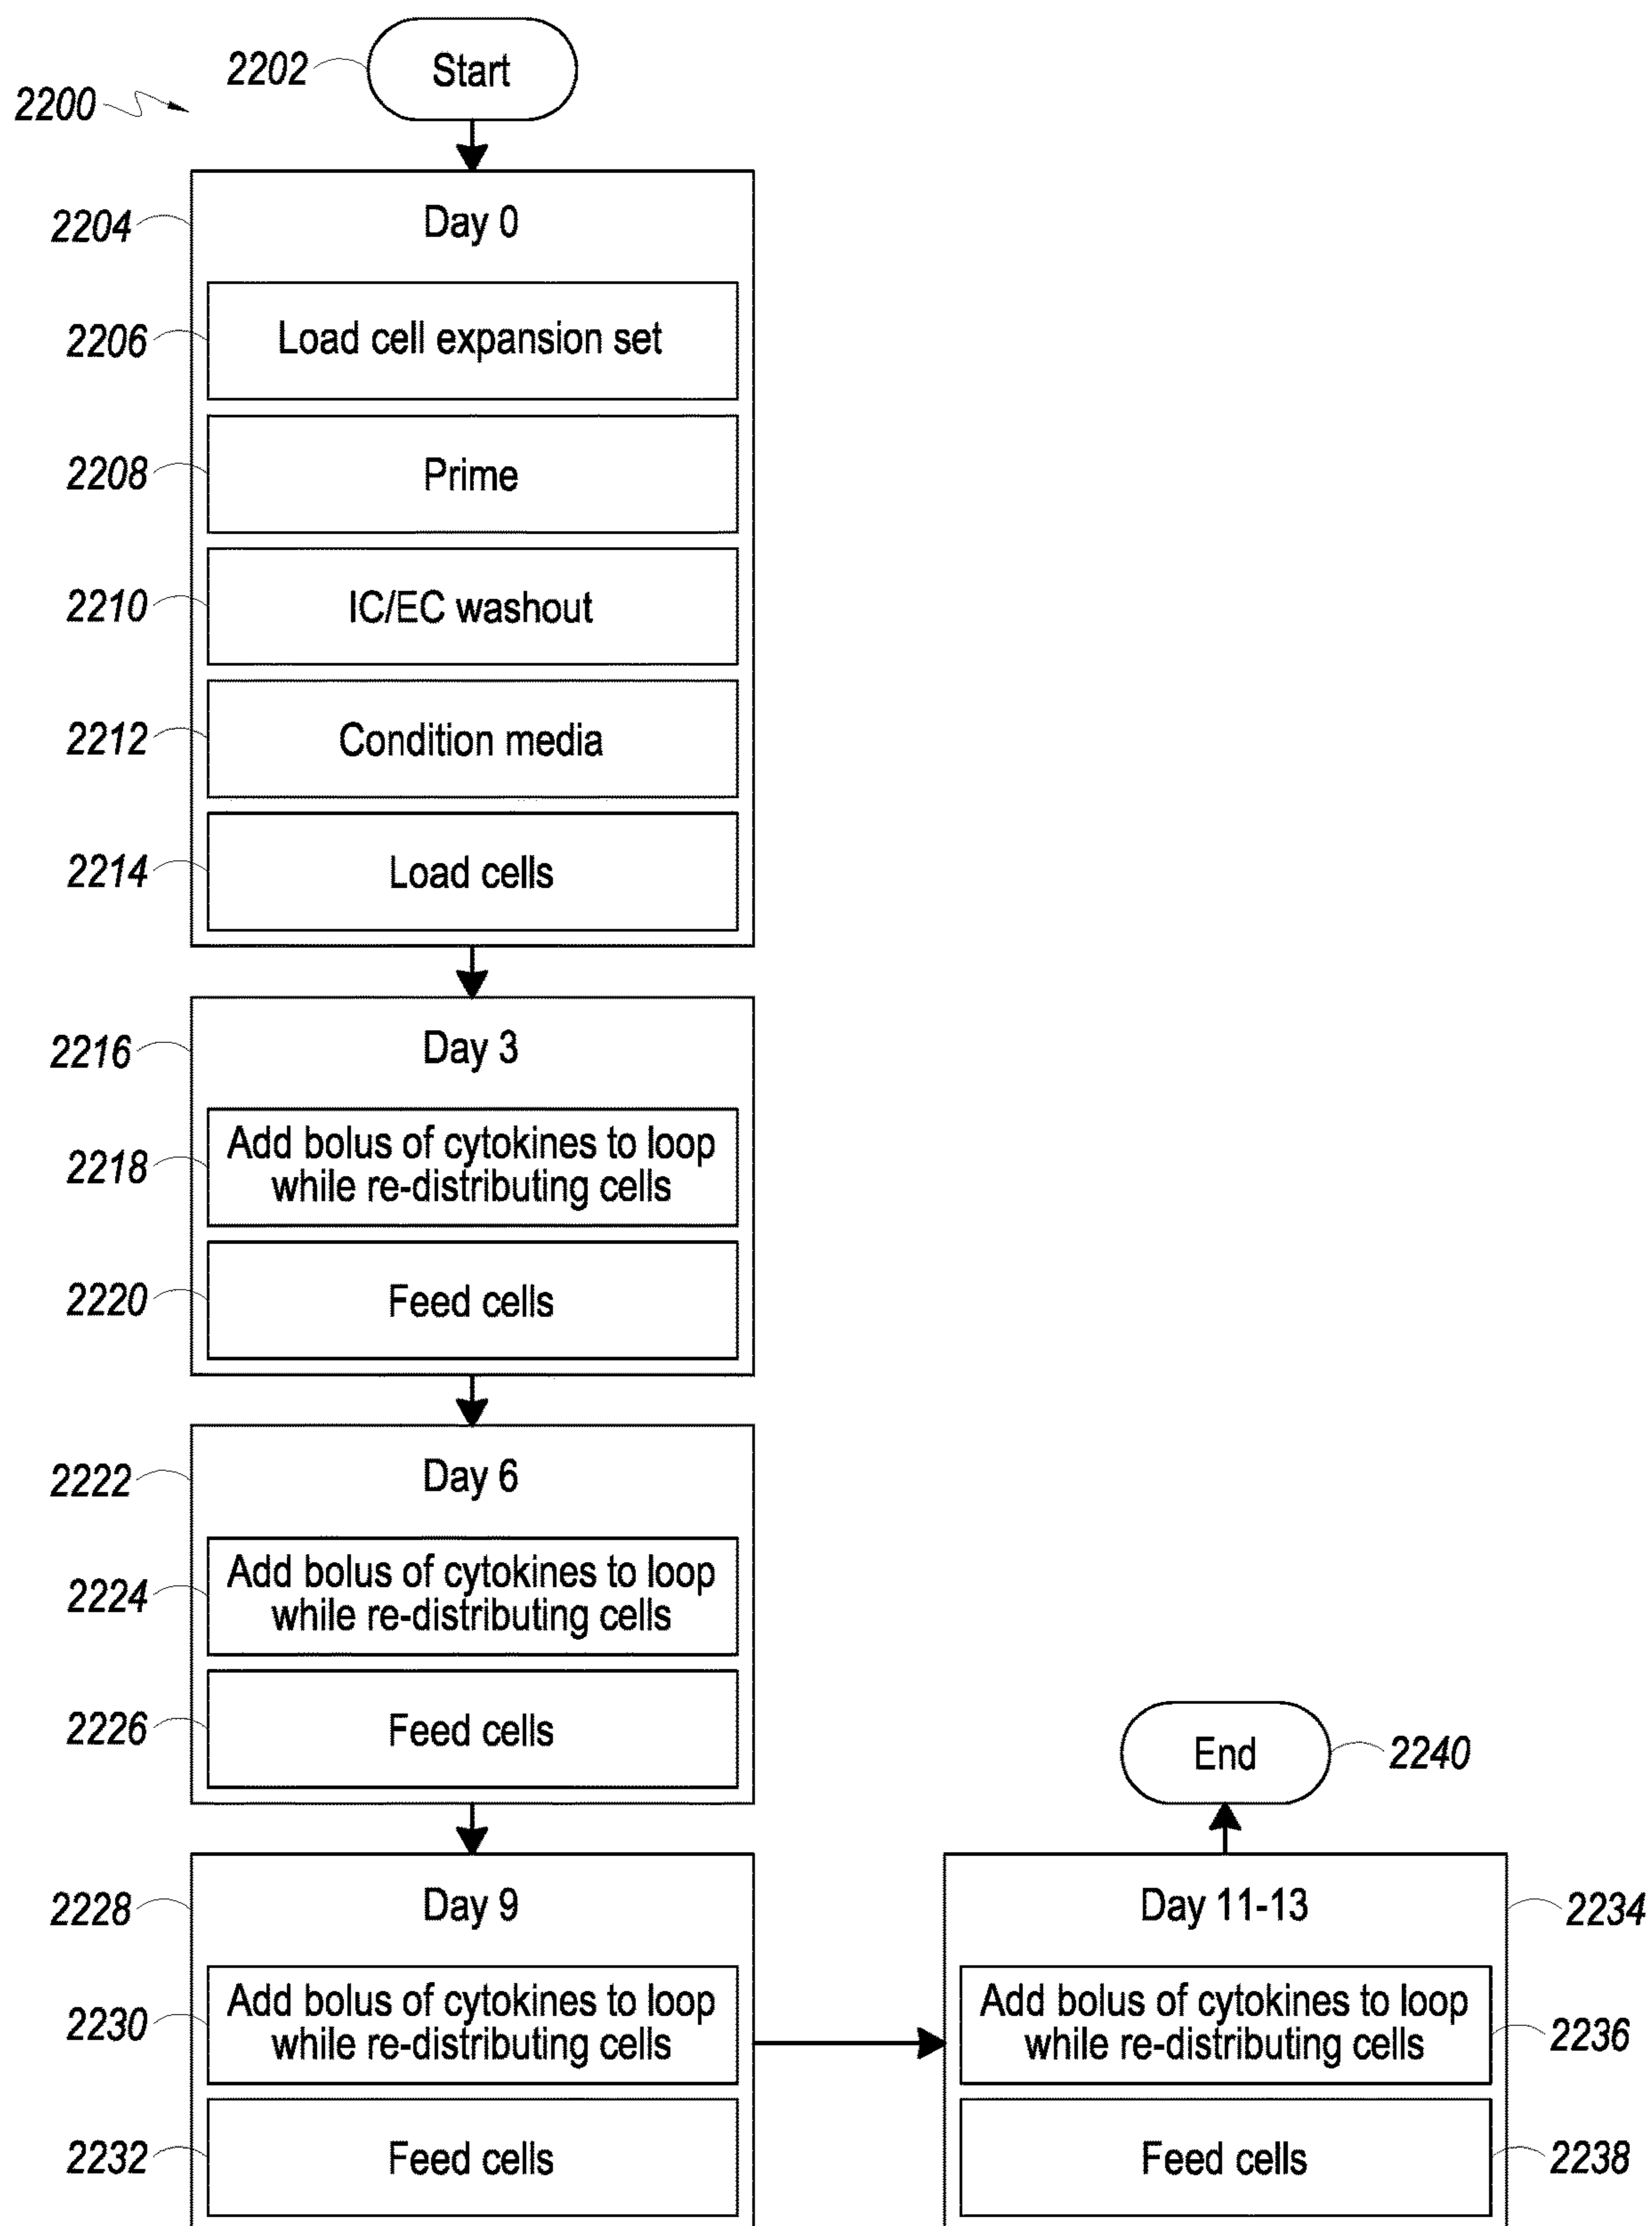 2202
Start
2200
2204
Day 0
2206
Load cell expansion set
2208
Prime
2210
IC/EC washout
2212
Condition media
2214
Load cells
2216
Day 3
2218
Add bolus of cytokines to loop
while re-distributing cells
2220
Feed cells
2222
Day 6
2224
Add bolus of cytokines to loop
while re-distributing cells
2226
Feed cells
2228
Day 9
2230
Add bolus of cytokines to loop
while re-distributing cells
2232
Feed cells
End
2240
Day 11-13
2234
Add bolus of cytokines to loop
while re-distributing cells
2236
Feed cells
2238